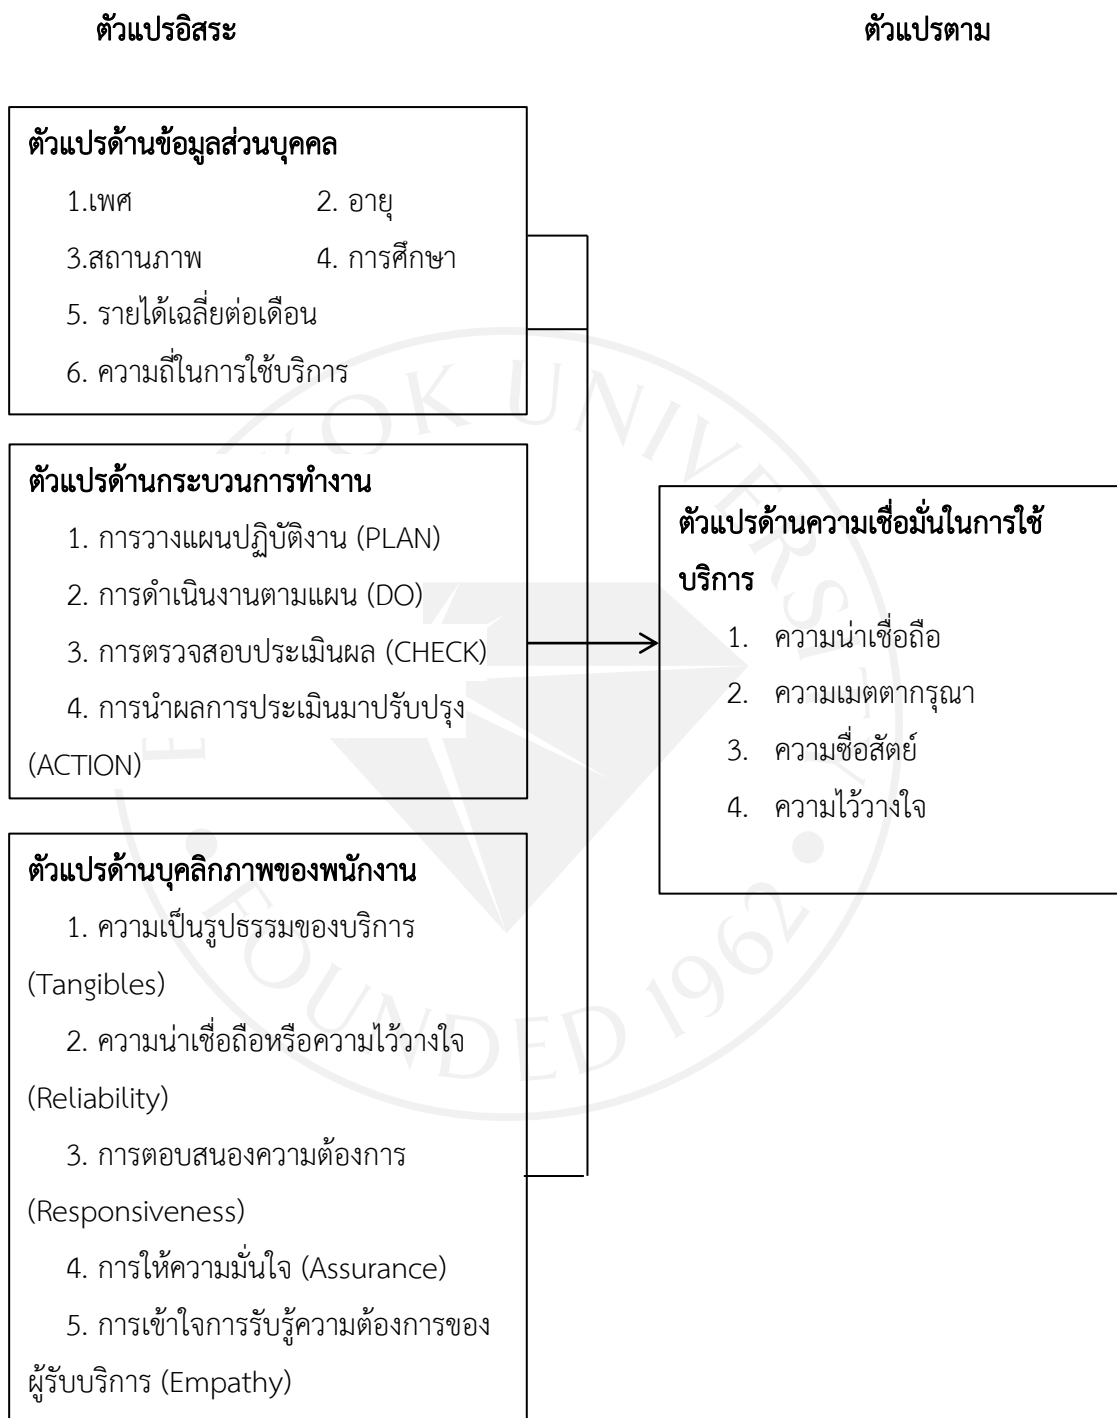 ตัวแปรอิสระ
ตัวแปรตาม
ตัวแปรด้านข้อมูลส่วนบุคคล
1.เพศ 2. อายุ
3.สถานภาพ 4. การศึกษา
5. รายได้เฉลี่ยต่อเดือน
6. ความถี่ในการใช้บริการ
ตัวแปรด้านกระบวนการทำงาน
1. การวางแผนปฏิบัติงาน (PLAN)
2. การดำเนินงานตามแผน (DO)
3. การตรวจสอบประเมินผล (CHECK)
4. การนำผลการประเมินมาปรับปรุง
(ACTION)
ตัวแปรด้านบุคลิกภาพของพนักงาน
1. ความเป็นรูปธรรมของบริการ
(Tangibles)
2. ความน่าเชื่อถือหรือความไว้วางใจ
(Reliability)
3. การตอบสนองความต้องการ
(Responsiveness)
4. การให้ความมั่นใจ (Assurance)
5. การเข้าใจการรับรู้ความต้องการของ
ผู้รับบริการ (Empathy)
ตัวแปรด้านความเชื่อมั่นในการใช้
บริการ
1. ความน่าเชื่อถือ
2. ความเมตตากรุณา
3. ความซื่อสัตย์
4. ความไว้วางใจ
KOK UNIVERSITY
FOUNDED 1962